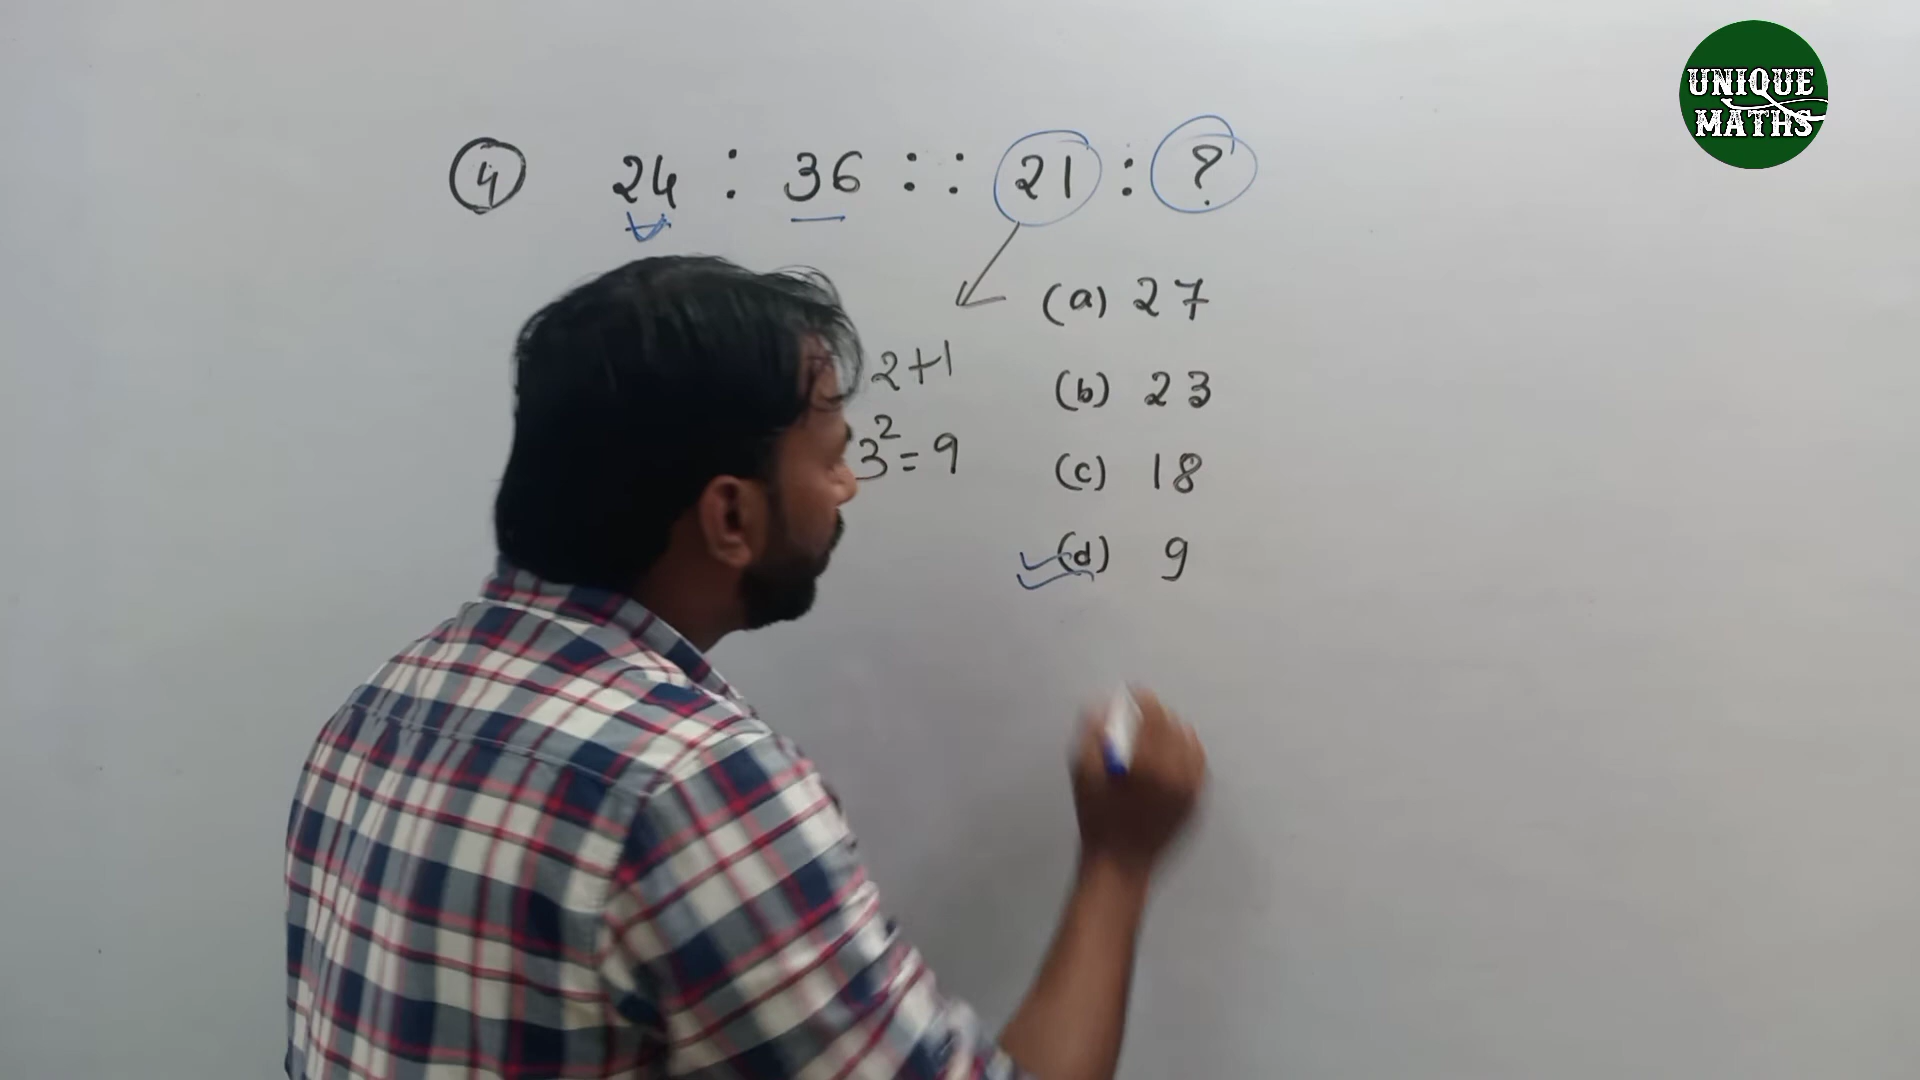 UNIQUE
MATHS
(4) 24 : 36 :: 21 : ?
(a) 27
2+1
(b) 23
3²=9
(c) 18
(d) 9